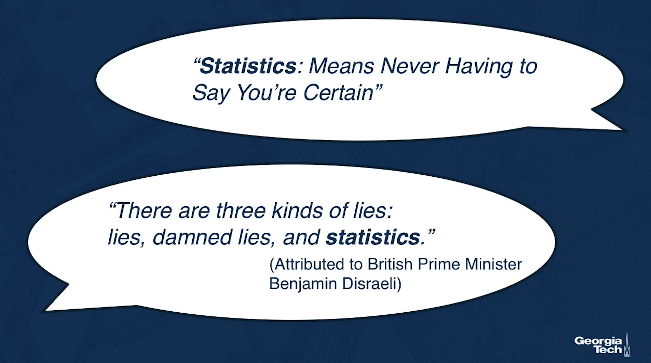 “Statistics: Means Never Having to
Say You’re Certain”
“There are three kinds of lies:
lies, damned lies, and statistics.”
(Attributed to British Prime Minister
Benjamin Disraeli)
Georgia
Tech